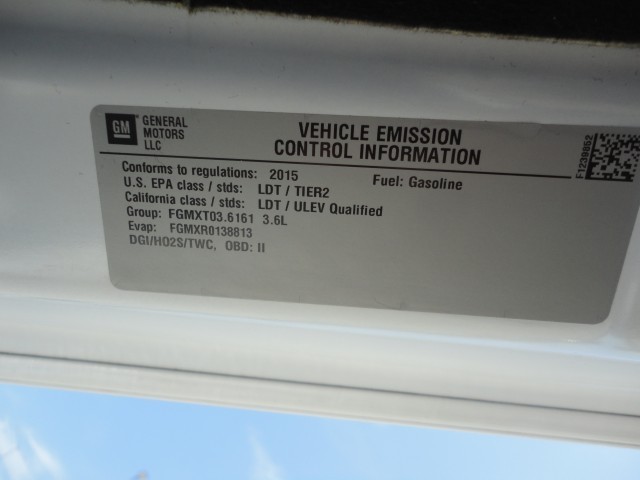 GM
GENERAL
MOTORS
LLC
VEHICLE EMISSION
CONTROL INFORMATION
Conforms to regulations: 2015 Fuel: Gasoline
U.S. EPA class / stds: LDT / TIER2
California class / stds: LDT / ULEV Qualified
Group: FGMXT03.6161 3.6L
Evap: FGMXR0138813
DGI/HO2S/TWC, OBD: II
F1239852